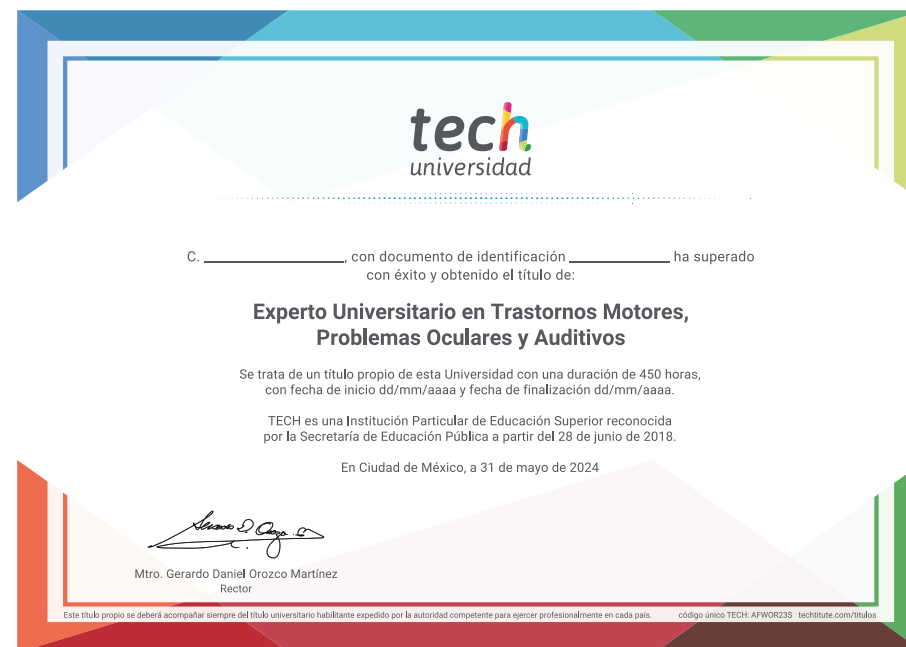 tech
universidad
C. ____________________, con documento de identificación ______________ ha superado
con éxito y obtenido el título de:
Experto Universitario en Trastornos Motores,
Problemas Oculares y Auditivos
Se trata de un título propio de esta Universidad con una duración de 450 horas,
con fecha de inicio dd/mm/aaaa y fecha de finalización dd/mm/aaaa.
TECH es una Institución Particular de Educación Superior reconocida
por la Secretaría de Educación Pública a partir del 28 de junio de 2018.
En Ciudad de México, a 31 de mayo de 2024
Mtro. Gerardo Daniel Orozco Martínez
Rector
Este título propio se deberá acompañar siempre del título universitario habilitante expedido por la autoridad competente para ejercer profesionalmente en cada país. código único TECH: AFWOR23S techtitute.com/titulos